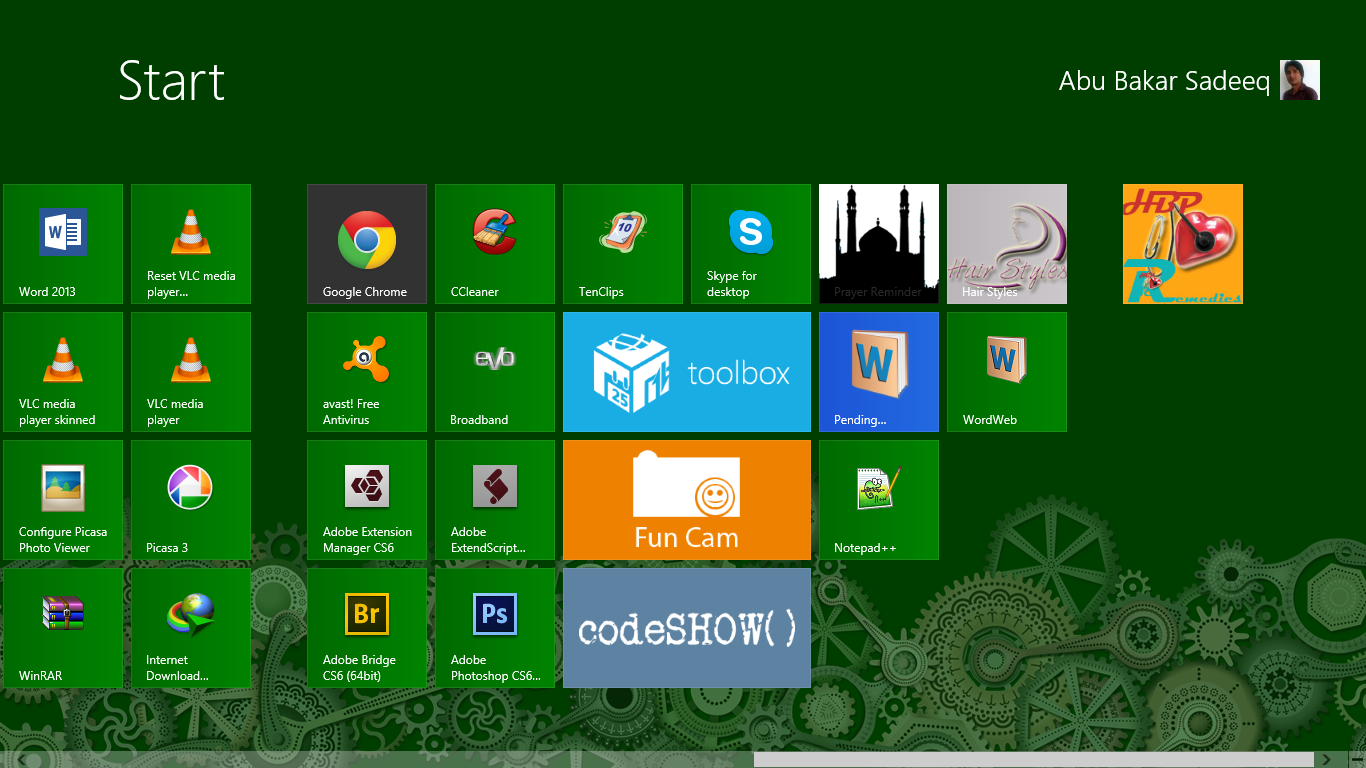 Start
Abu Bakar Sadeeq
Word 2013
Reset VLC media
player...
Google Chrome
CCleaner
10
TenClips
S
Skype for
desktop
Prayer Reminder
Hair Styles
Hair Styles
HBP
Remedies
VLC media
player skinned
VLC media
player
avast! Free
Antivirus
evo
Broadband
25
toolbox
W
Pending...
W
WordWeb
Configure Picasa
Photo Viewer
Picasa 3
Adobe Extension
Manager CS6
Adobe
ExtendScript...
Fun Cam
Notepad++
WinRAR
Internet
Download...
Br
Adobe Bridge
CS6 (64bit)
Ps
Adobe
Photoshop CS6...
codeSHOW()